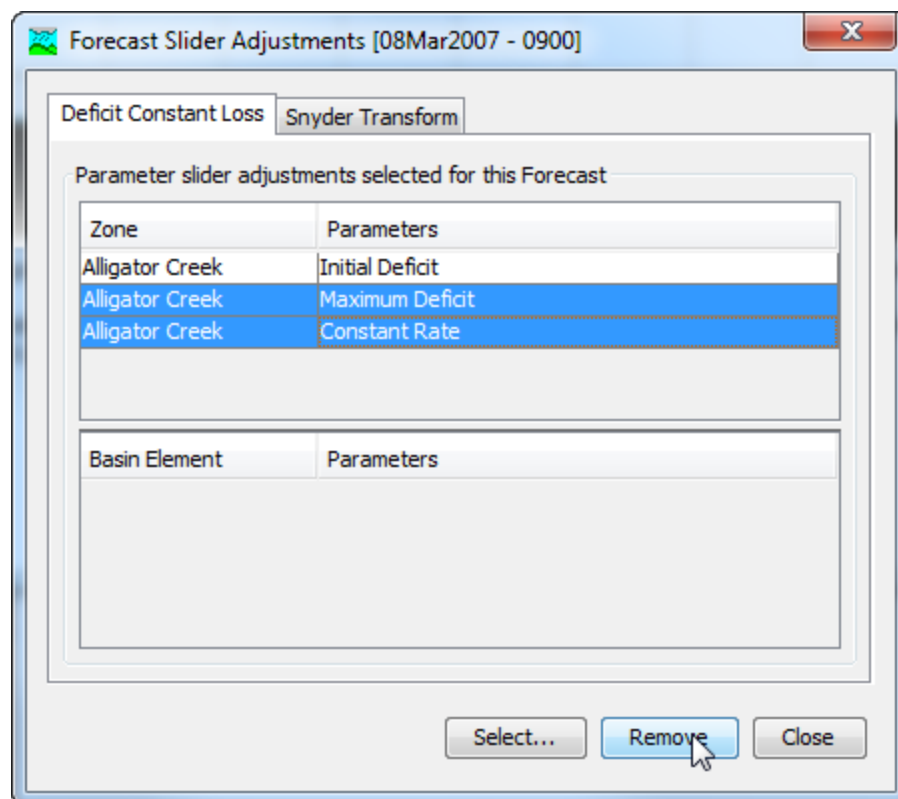 Forecast Slider Adjustments [08Mar2007 - 0900]
Deficit Constant Loss Snyder Transform
Parameter slider adjustments selected for this Forecast
Zone Parameters
Alligator Creek Initial Deficit
Alligator Creek Maximum Deficit
Alligator Creek Constant Rate
Basin Element Parameters
Select... Remove Close